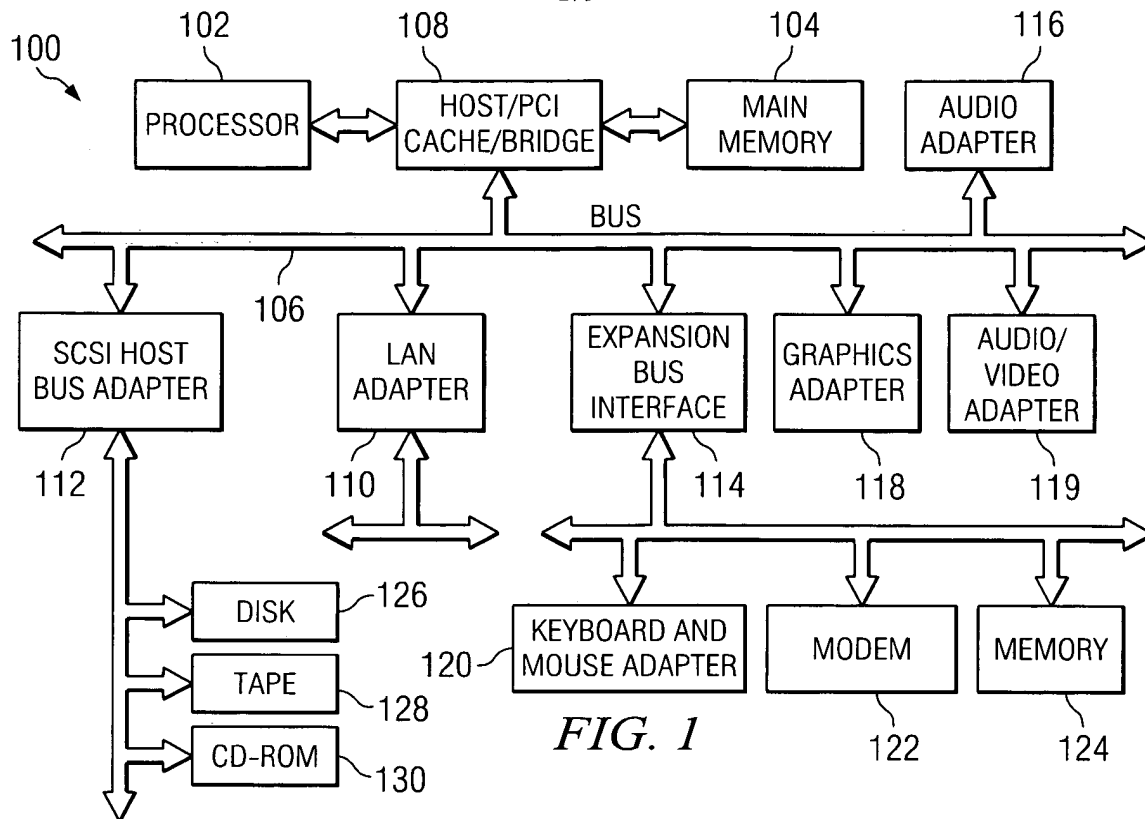 102
108
104
116
100
PROCESSOR
HOST/PCI
CACHE/BRIDGE
MAIN
MEMORY
AUDIO
ADAPTER
BUS
106
SCSI HOST
BUS ADAPTER
LAN
ADAPTER
EXPANSION
BUS
INTERFACE
GRAPHICS
ADAPTER
AUDIO/
VIDEO
ADAPTER
112
110
114
118
119
DISK
126
TAPE
128
CD-ROM
130
120
KEYBOARD AND
MOUSE ADAPTER
MODEM
MEMORY
122
124
FIG. 1